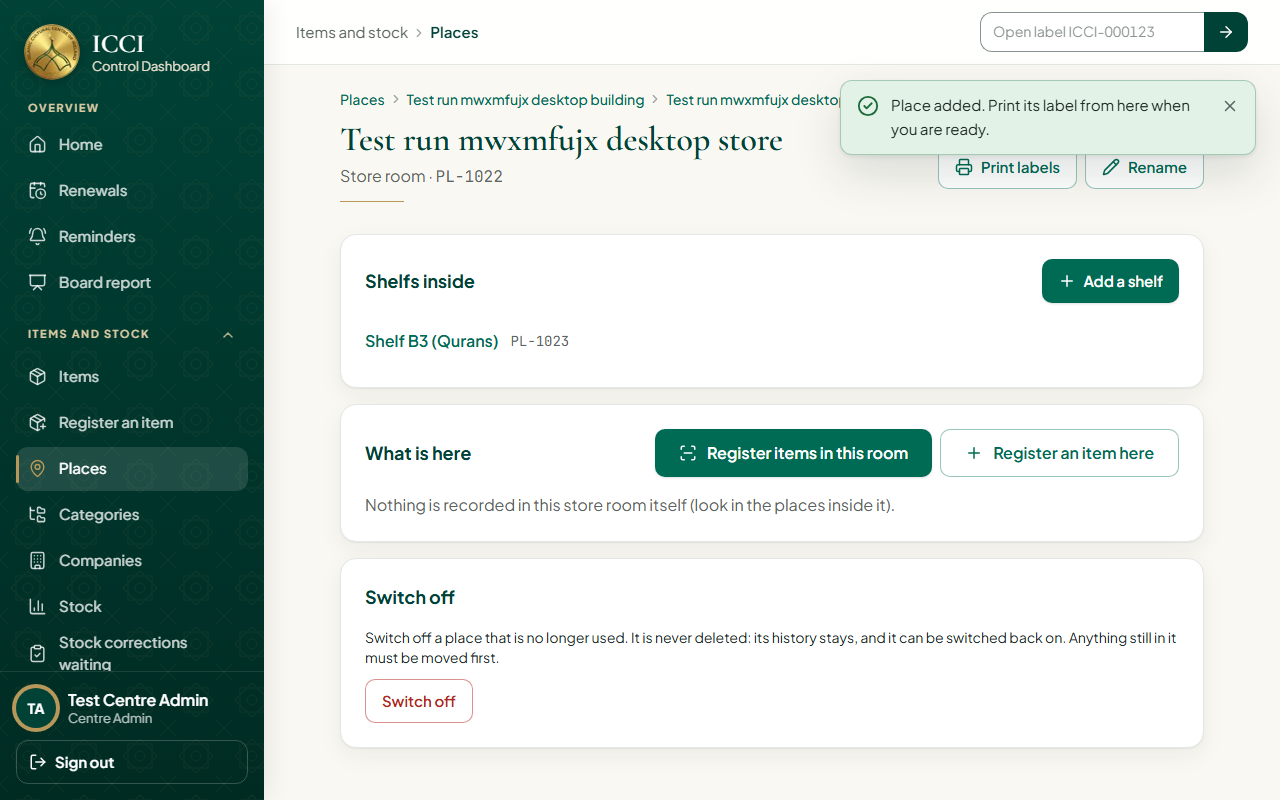 ICCI
Control Dashboard
OVERVIEW
Home
Renewals
Reminders
Board report
ITEMS AND STOCK
Items
Register an item
Places
Categories
Companies
Stock
Stock corrections
waiting
TA
Test Centre Admin
Centre Admin
Sign out
Items and stock
Places
Open label ICCI-000123
Place added. Print its label from here when
you are ready.
Places
Test run mwxmfujx desktop building
Test run mwxmfujx
Test run mwxmfujx desktop store
Store room · PL-1022
Print labels
Rename
Shelfs inside
Add a shelf
Shelf B3 (Qurans) PL-1023
What is here
Register items in this room
Register an item here
Nothing is recorded in this store room itself (look in the places inside it).
Switch off
Switch off a place that is no longer used. It is never deleted: its history stays, and it can be switched back on. Anything still in it
must be moved first.
Switch off